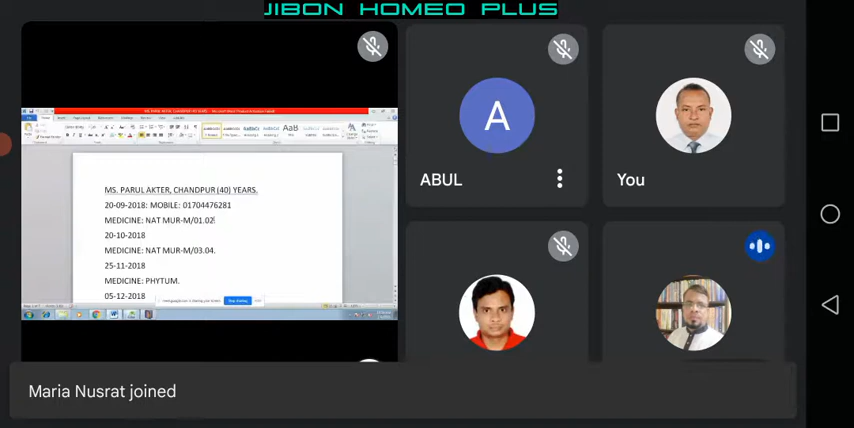 JIBON HOMEO PLUS
MS. PARUL AKTER, CHANDPUR (40) YEARS.
20-09-2018: MOBILE: 01704476281
MEDICINE: NAT MUR-M/01.02
20-10-2018
MEDICINE: NAT MUR-M/03.04.
25-11-2018
MEDICINE: PHYTUM.
05-12-2018
A
ABUL
You
Maria Nusrat joined